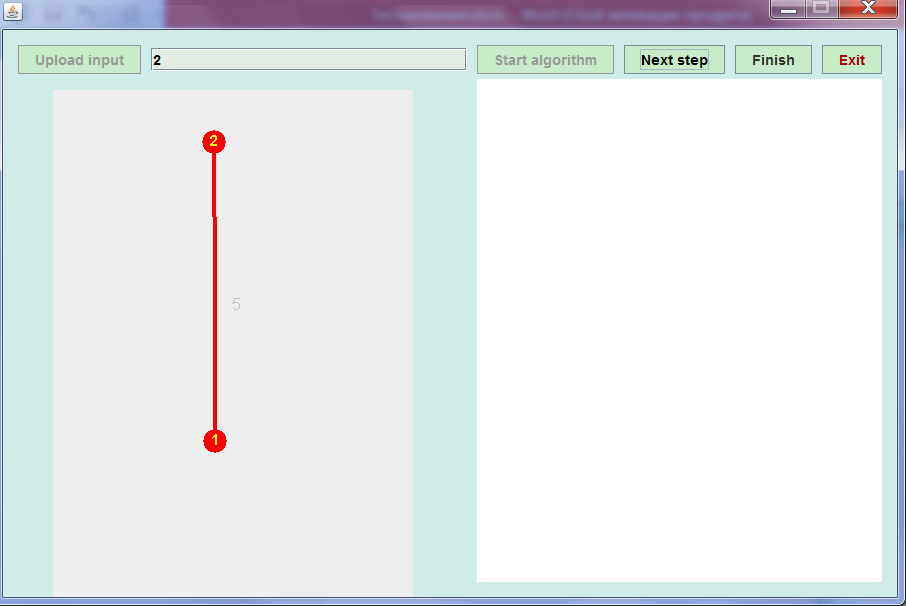 Upload input
2
Start algorithm
Next step
Finish
Exit
2
5
1